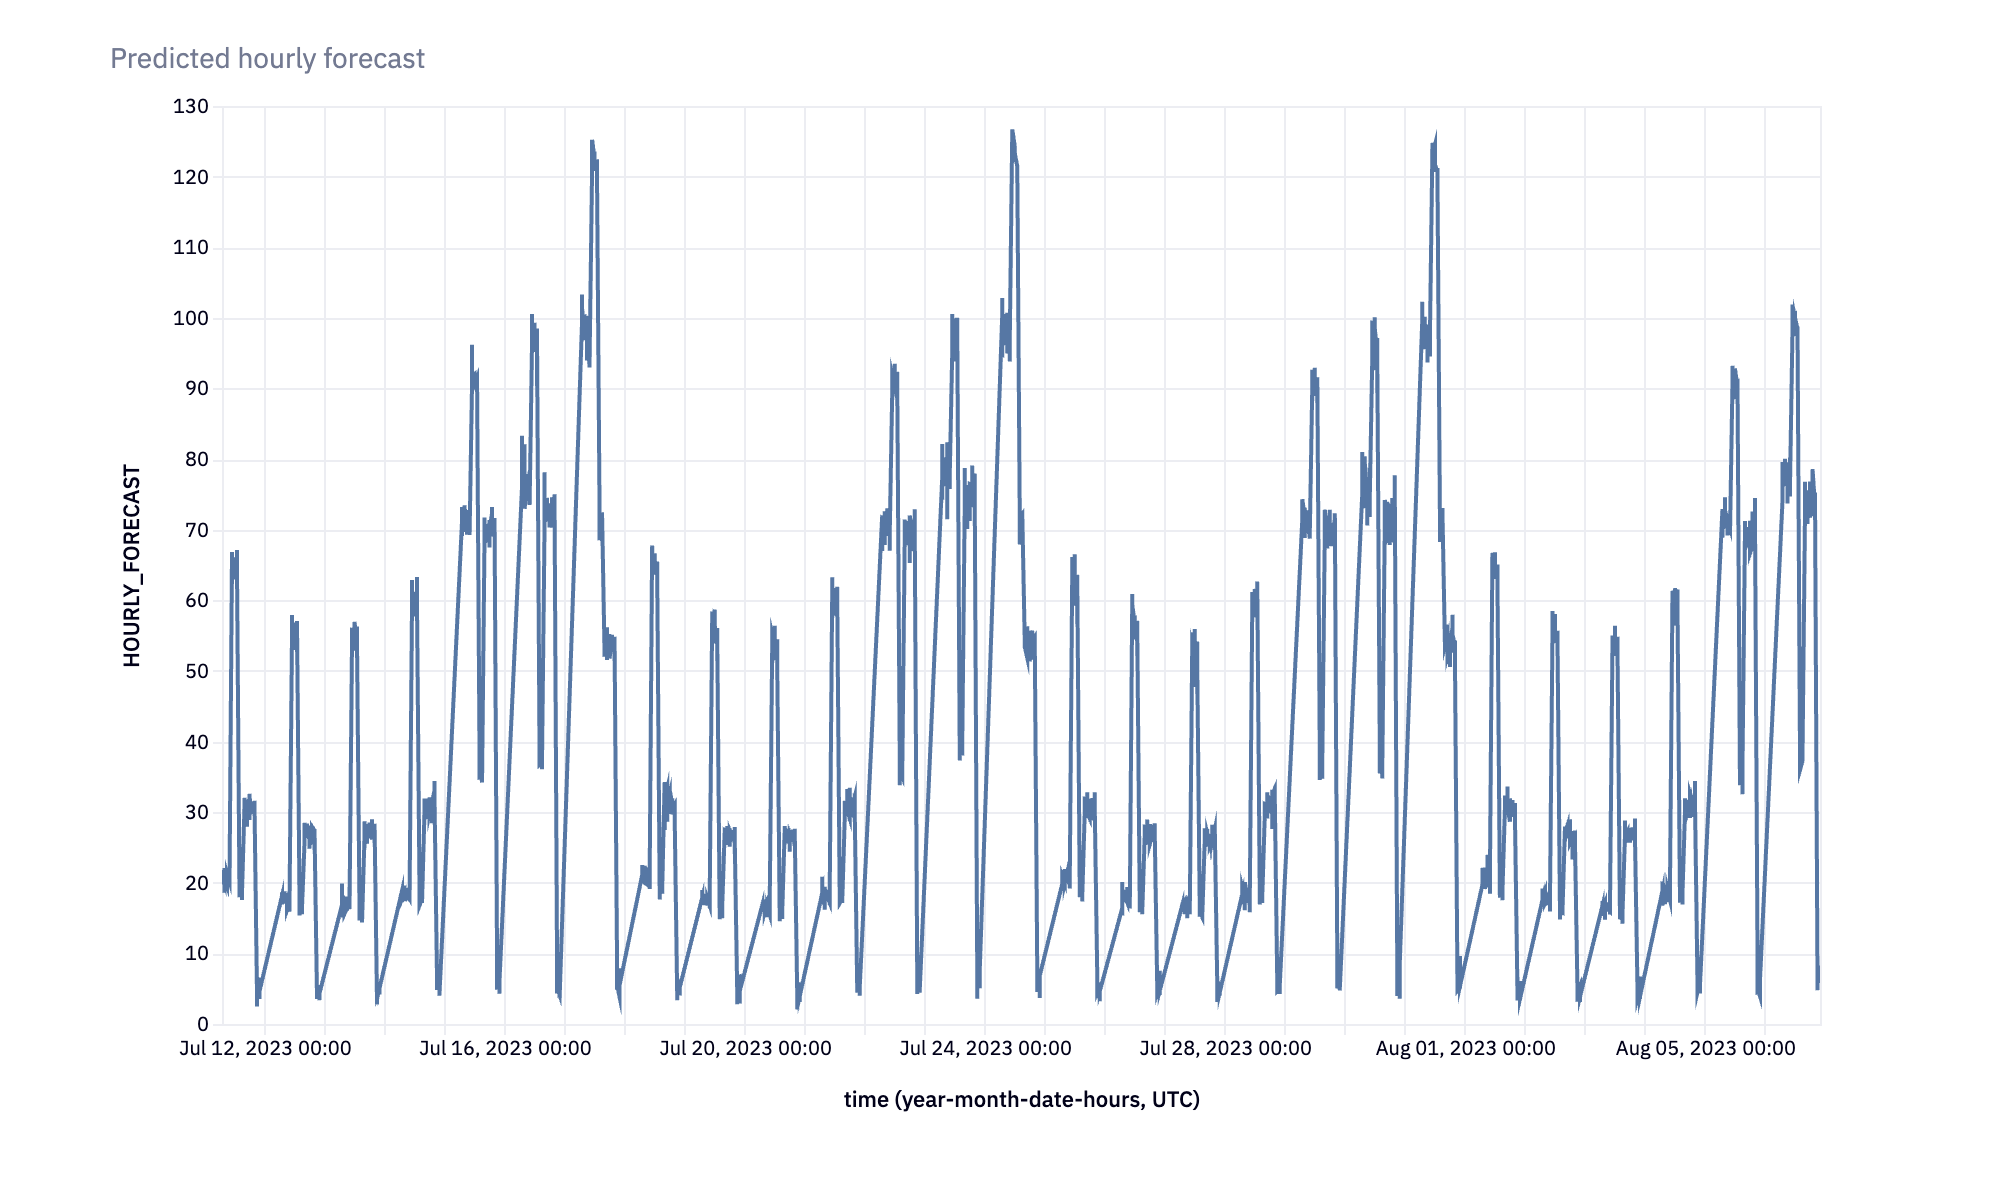 Predicted hourly forecast
130
120
110
100
90
80
70
60
50
40
30
20
10
0
HOURLY_FORECAST
Jul 12, 2023 00:00
Jul 16, 2023 00:00
Jul 20, 2023 00:00
Jul 24, 2023 00:00
Jul 28, 2023 00:00
Aug 01, 2023 00:00
Aug 05, 2023 00:00
time (year-month-date-hours, UTC)